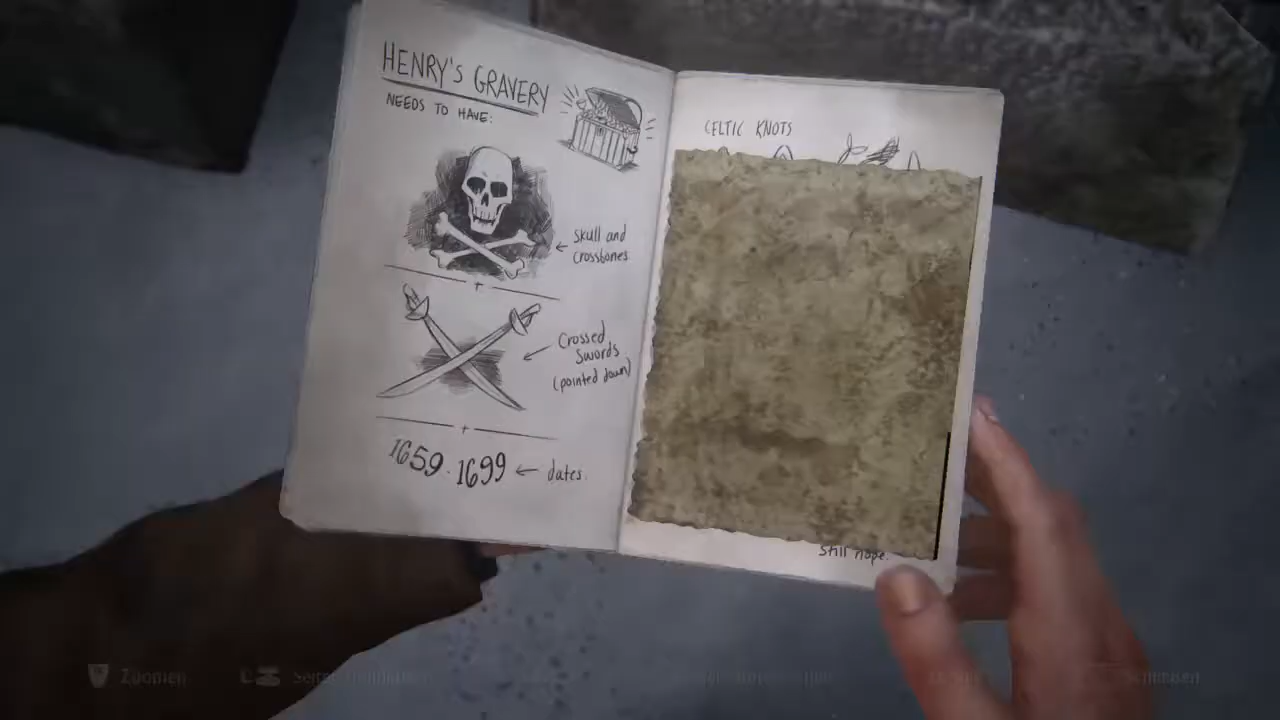 HENRY'S GRAVERY
NEEDS TO HAVE:
Skull and
Crossbones
Crossed
Swords
(pointed down)
1659 · 1699 ← dates.
CELTIC KNOTS
Still nope.
Zoomen